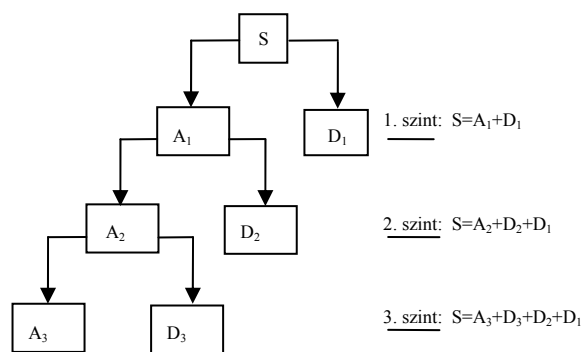 S
A₁
D₁
1. szint: S=A₁+D₁
A₂
D₂
2. szint: S=A₂+D₂+D₁
A₃
D₃
3. szint: S=A₃+D₃+D₂+D₁